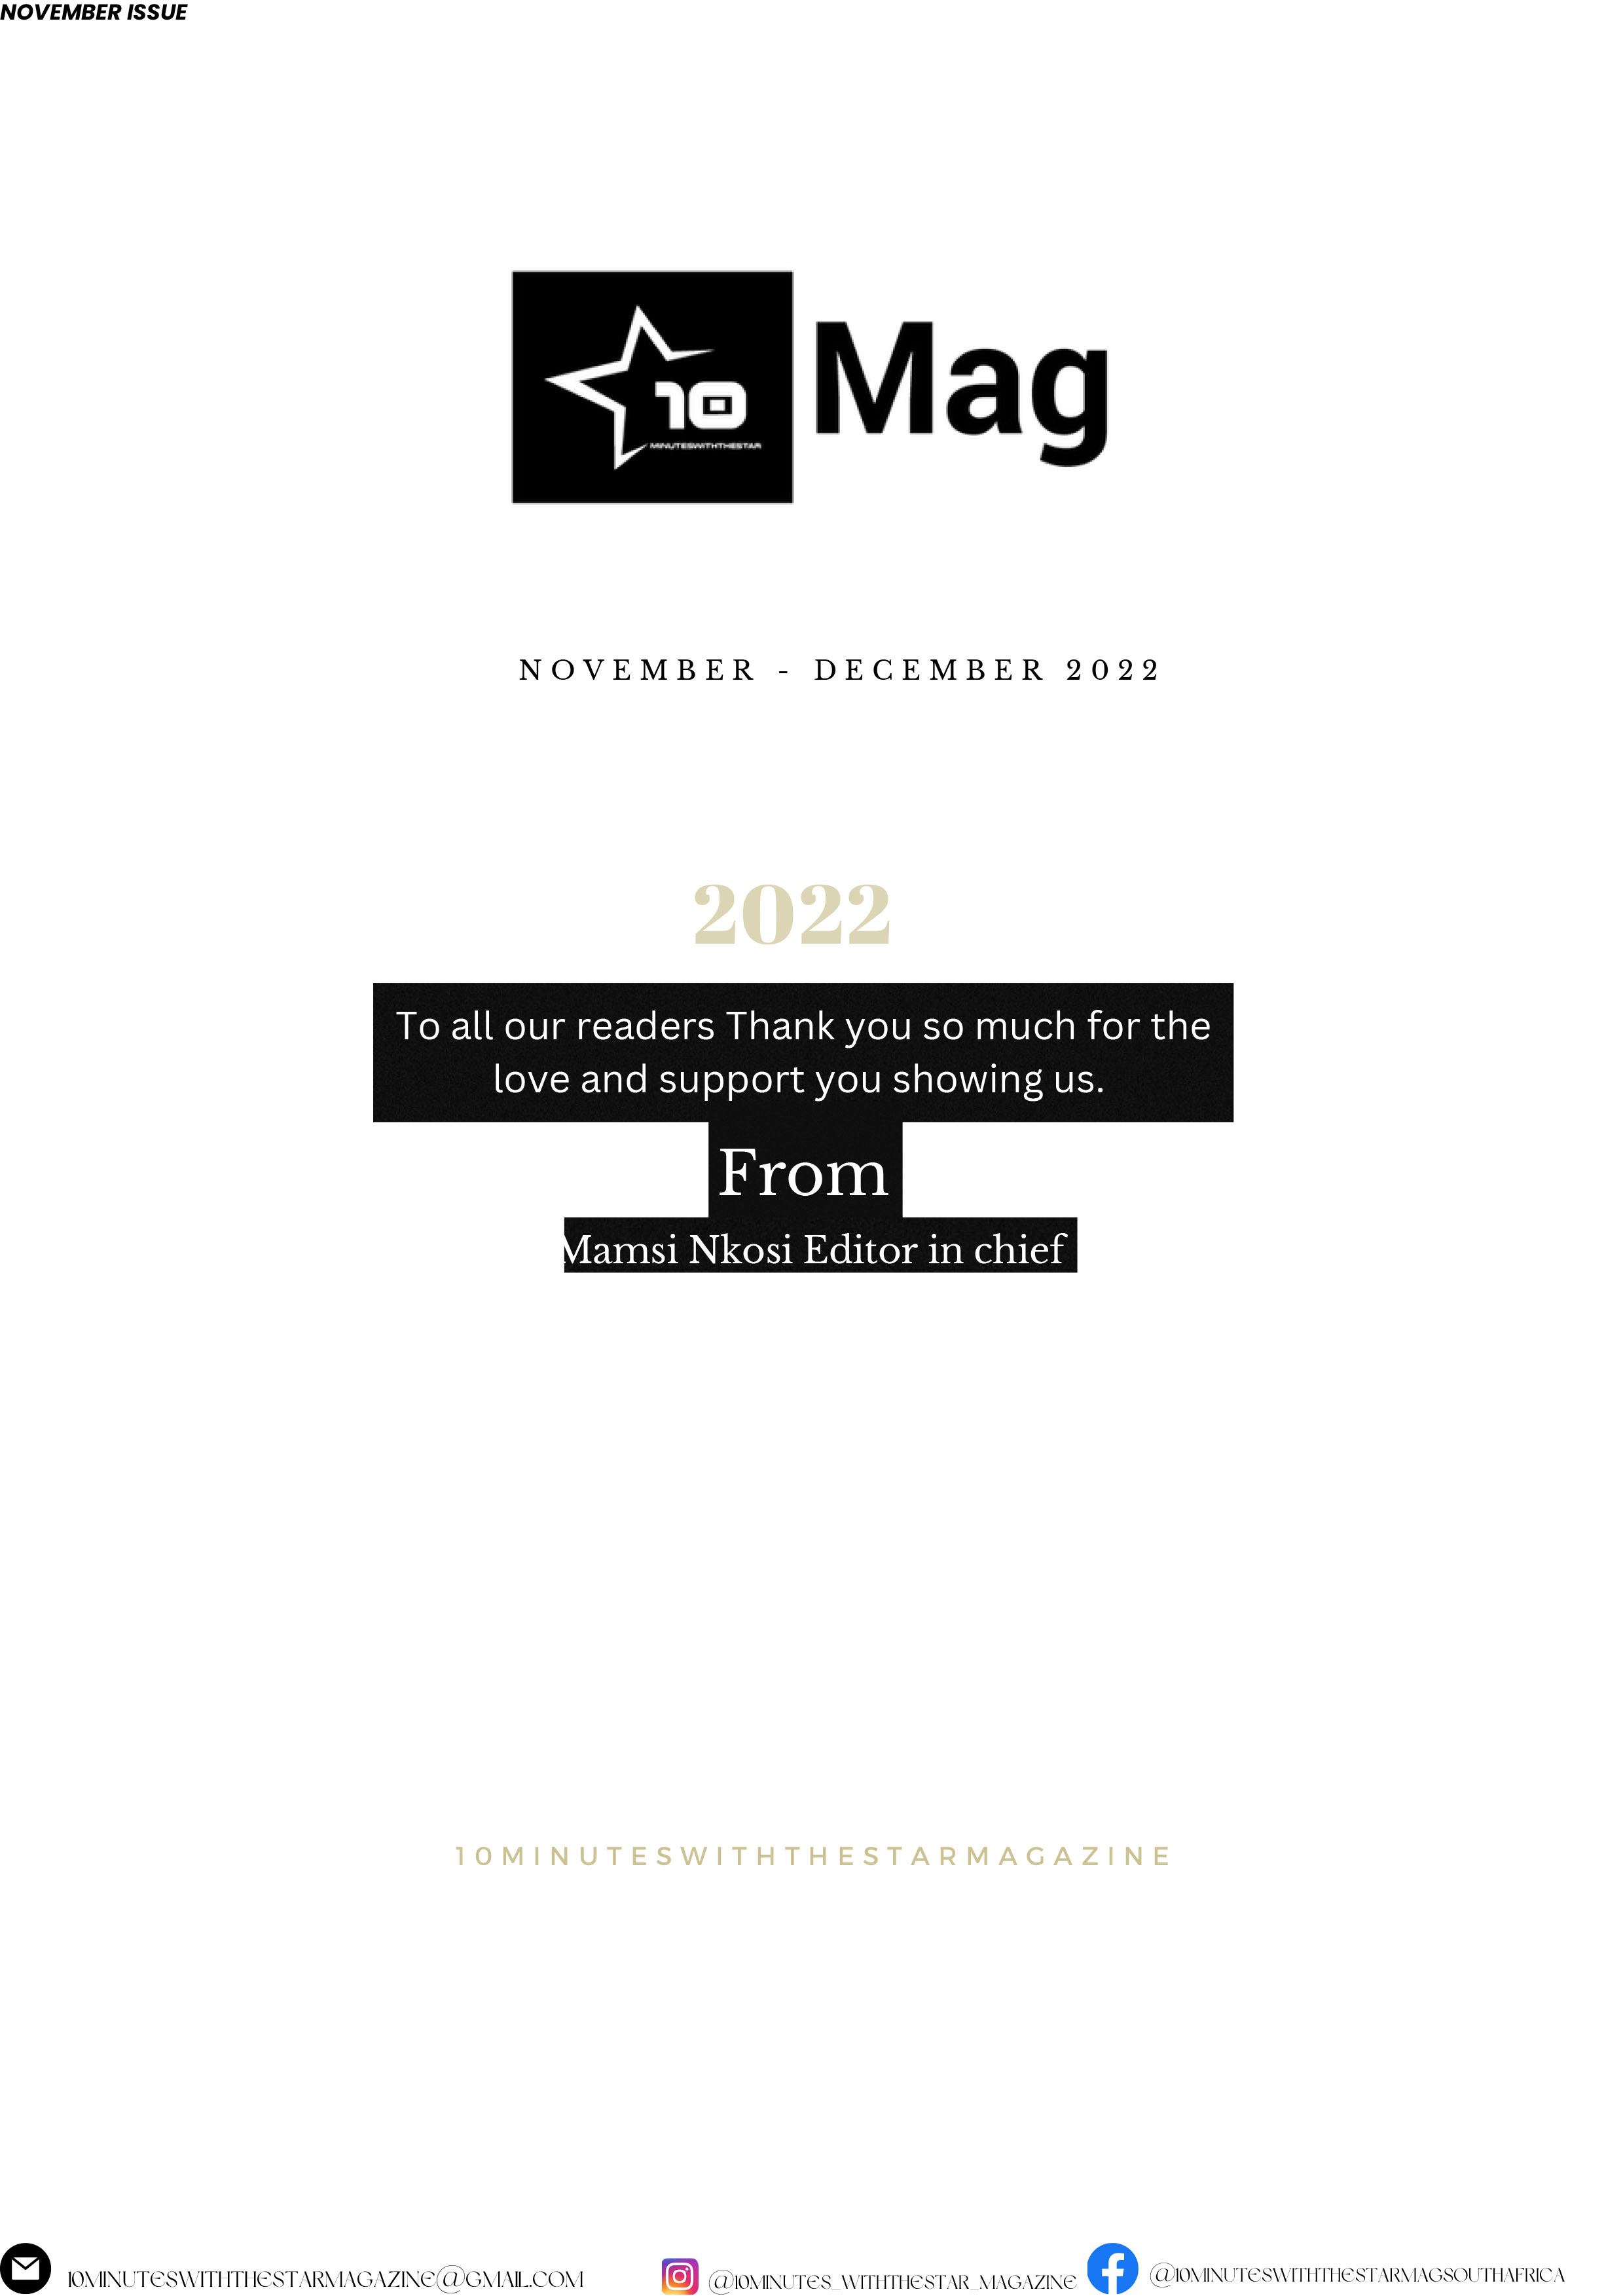 NOVEMBER ISSUE
10
MINUTESWITHTHESTAR
Mag
NOVEMBER - DECEMBER 2022
2022
To all our readers Thank you so much for the
love and support you showing us.
From
Mamsi Nkosi Editor in chief
10MINUTESWITHTHESTARMAGAZINE
10MINUTESWITHTHESTARMAGAZINE@GMAIL.COM
@10MINUTES_WITHTHESTAR_MAGAZINE
@10MINUTESWITHTHESTARMAGSOUTHAFRICA